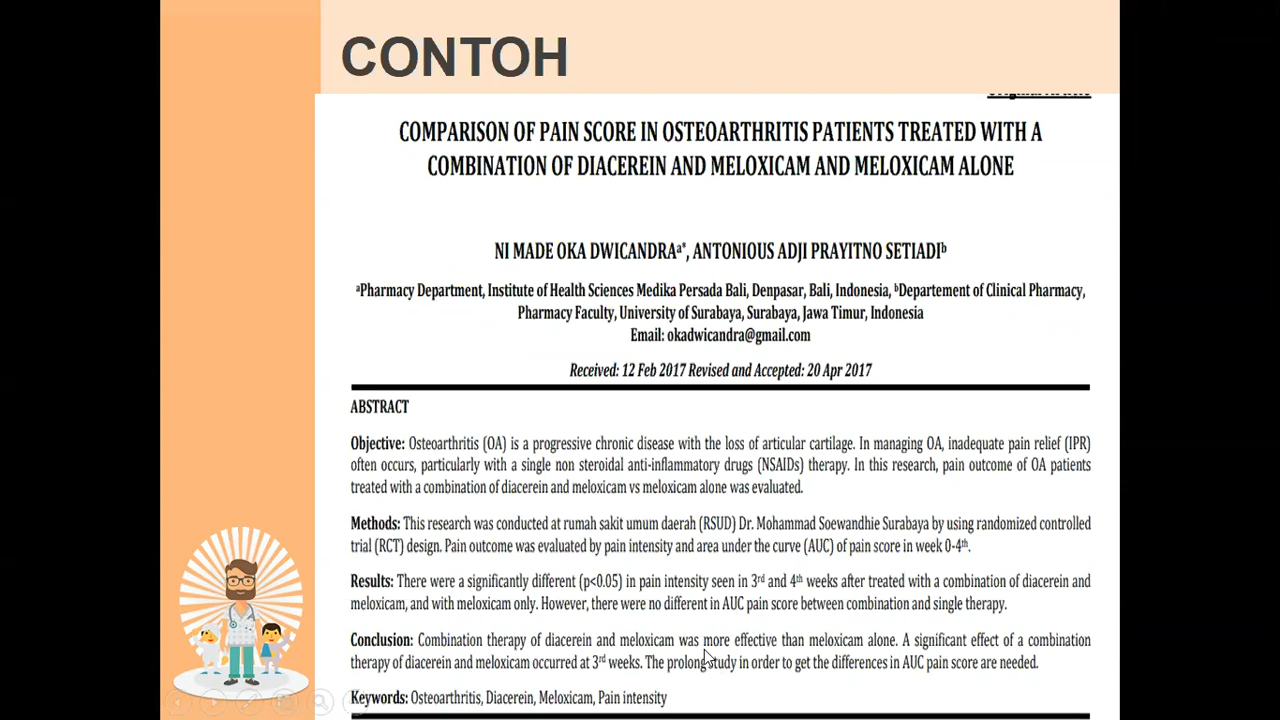 CONTOH
COMPARISON OF PAIN SCORE IN OSTEOARTHRITIS PATIENTS TREATED WITH A
COMBINATION OF DIACEREIN AND MELOXICAM AND MELOXICAM ALONE
NI MADE OKA DWICANDRAᵃ*, ANTONIOUS ADJI PRAYITNO SETIADIᵇ
ᵃPharmacy Department, Institute of Health Sciences Medika Persada Bali, Denpasar, Bali, Indonesia, ᵇDepartement of Clinical Pharmacy,
Pharmacy Faculty, University of Surabaya, Surabaya, Jawa Timur, Indonesia
Email: okadwicandra@gmail.com
Received: 12 Feb 2017 Revised and Accepted: 20 Apr 2017
ABSTRACT
Objective: Osteoarthritis (OA) is a progressive chronic disease with the loss of articular cartilage. In managing OA, inadequate pain relief (IPR)
often occurs, particularly with a single non steroidal anti-inflammatory drugs (NSAIDs) therapy. In this research, pain outcome of OA patients
treated with a combination of diacerein and meloxicam vs meloxicam alone was evaluated.
Methods: This research was conducted at rumah sakit umum daerah (RSUD) Dr. Mohammad Soewandhie Surabaya by using randomized controlled
trial (RCT) design. Pain outcome was evaluated by pain intensity and area under the curve (AUC) of pain score in week 0-4ᵗʰ.
Results: There were a significantly different (p<0.05) in pain intensity seen in 3ʳᵈ and 4ᵗʰ weeks after treated with a combination of diacerein and
meloxicam, and with meloxicam only. However, there were no different in AUC pain score between combination and single therapy.
Conclusion: Combination therapy of diacerein and meloxicam was more effective than meloxicam alone. A significant effect of a combination
therapy of diacerein and meloxicam occurred at 3ʳᵈ weeks. The prolong study in order to get the differences in AUC pain score are needed.
Keywords: Osteoarthritis, Diacerein, Meloxicam, Pain intensity